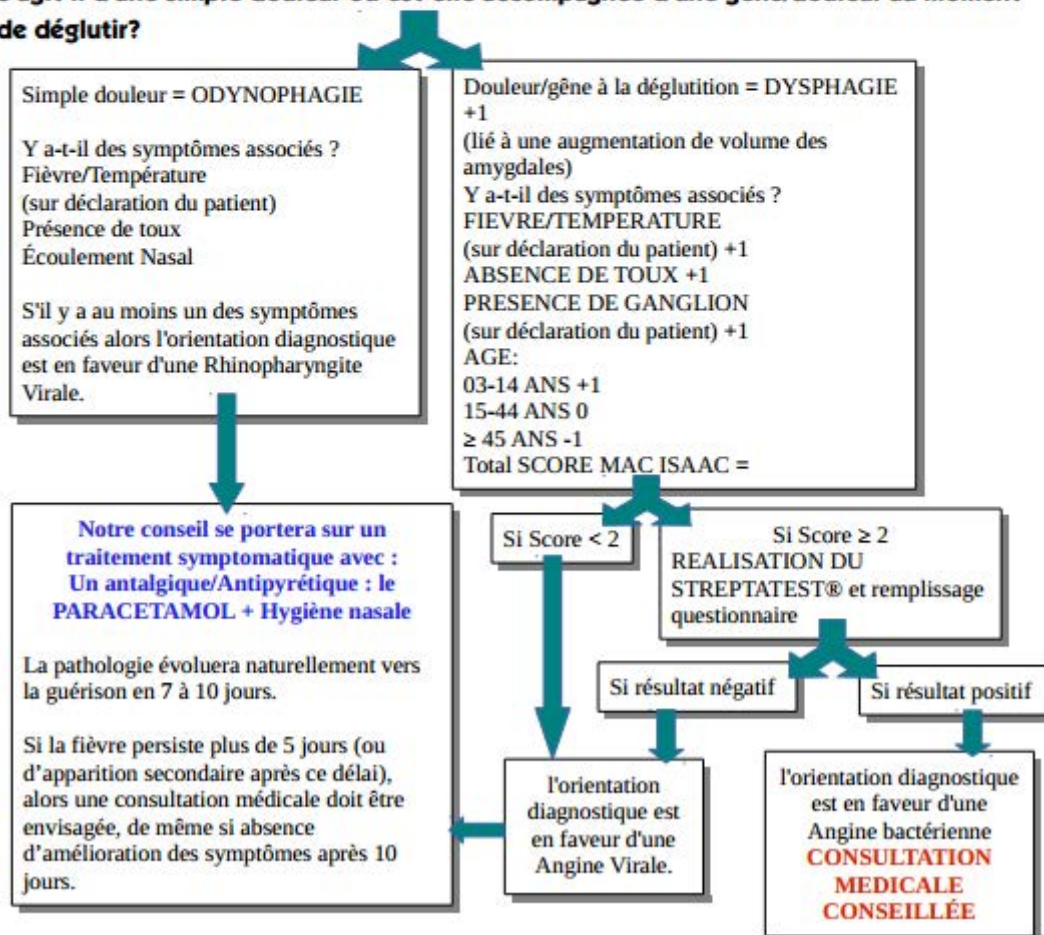 de déglutir?
Simple douleur = ODYNOPHAGIE
Y a-t-il des symptômes associés ?
Fièvre/Température
(sur déclaration du patient)
Présence de toux
Écoulement Nasal
S'il y a au moins un des symptômes
associés alors l'orientation diagnostique
est en faveur d'une Rhinopharyngite
Virale.
Douleur/gêne à la déglutition = DYSPHAGIE
+1
(lié à une augmentation de volume des
amygdales)
Y a-t-il des symptômes associés ?
FIEVRE/TEMPERATURE
(sur déclaration du patient) +1
ABSENCE DE TOUX +1
PRESENCE DE GANGLION
(sur déclaration du patient) +1
AGE:
03-14 ANS +1
15-44 ANS 0
≥ 45 ANS -1
Total SCORE MAC ISAAC =
Notre conseil se portera sur un
traitement symptomatique avec :
Un antalgique/Antipyrétique : le
PARACETAMOL + Hygiène nasale
La pathologie évoluera naturellement vers
la guérison en 7 à 10 jours.
Si la fièvre persiste plus de 5 jours (ou
d'apparition secondaire après ce délai),
alors une consultation médicale doit être
envisagée, de même si absence
d'amélioration des symptômes après 10
jours.
Si Score < 2
Si Score ≥ 2
REALISATION DU
STREPTATEST® et remplissage
questionnaire
Si résultat négatif
Si résultat positif
l'orientation
diagnostique est
en faveur d'une
Angine Virale.
l'orientation diagnostique
est en faveur d'une
Angine bactérienne
CONSULTATION
MEDICALE
CONSEILLÉE